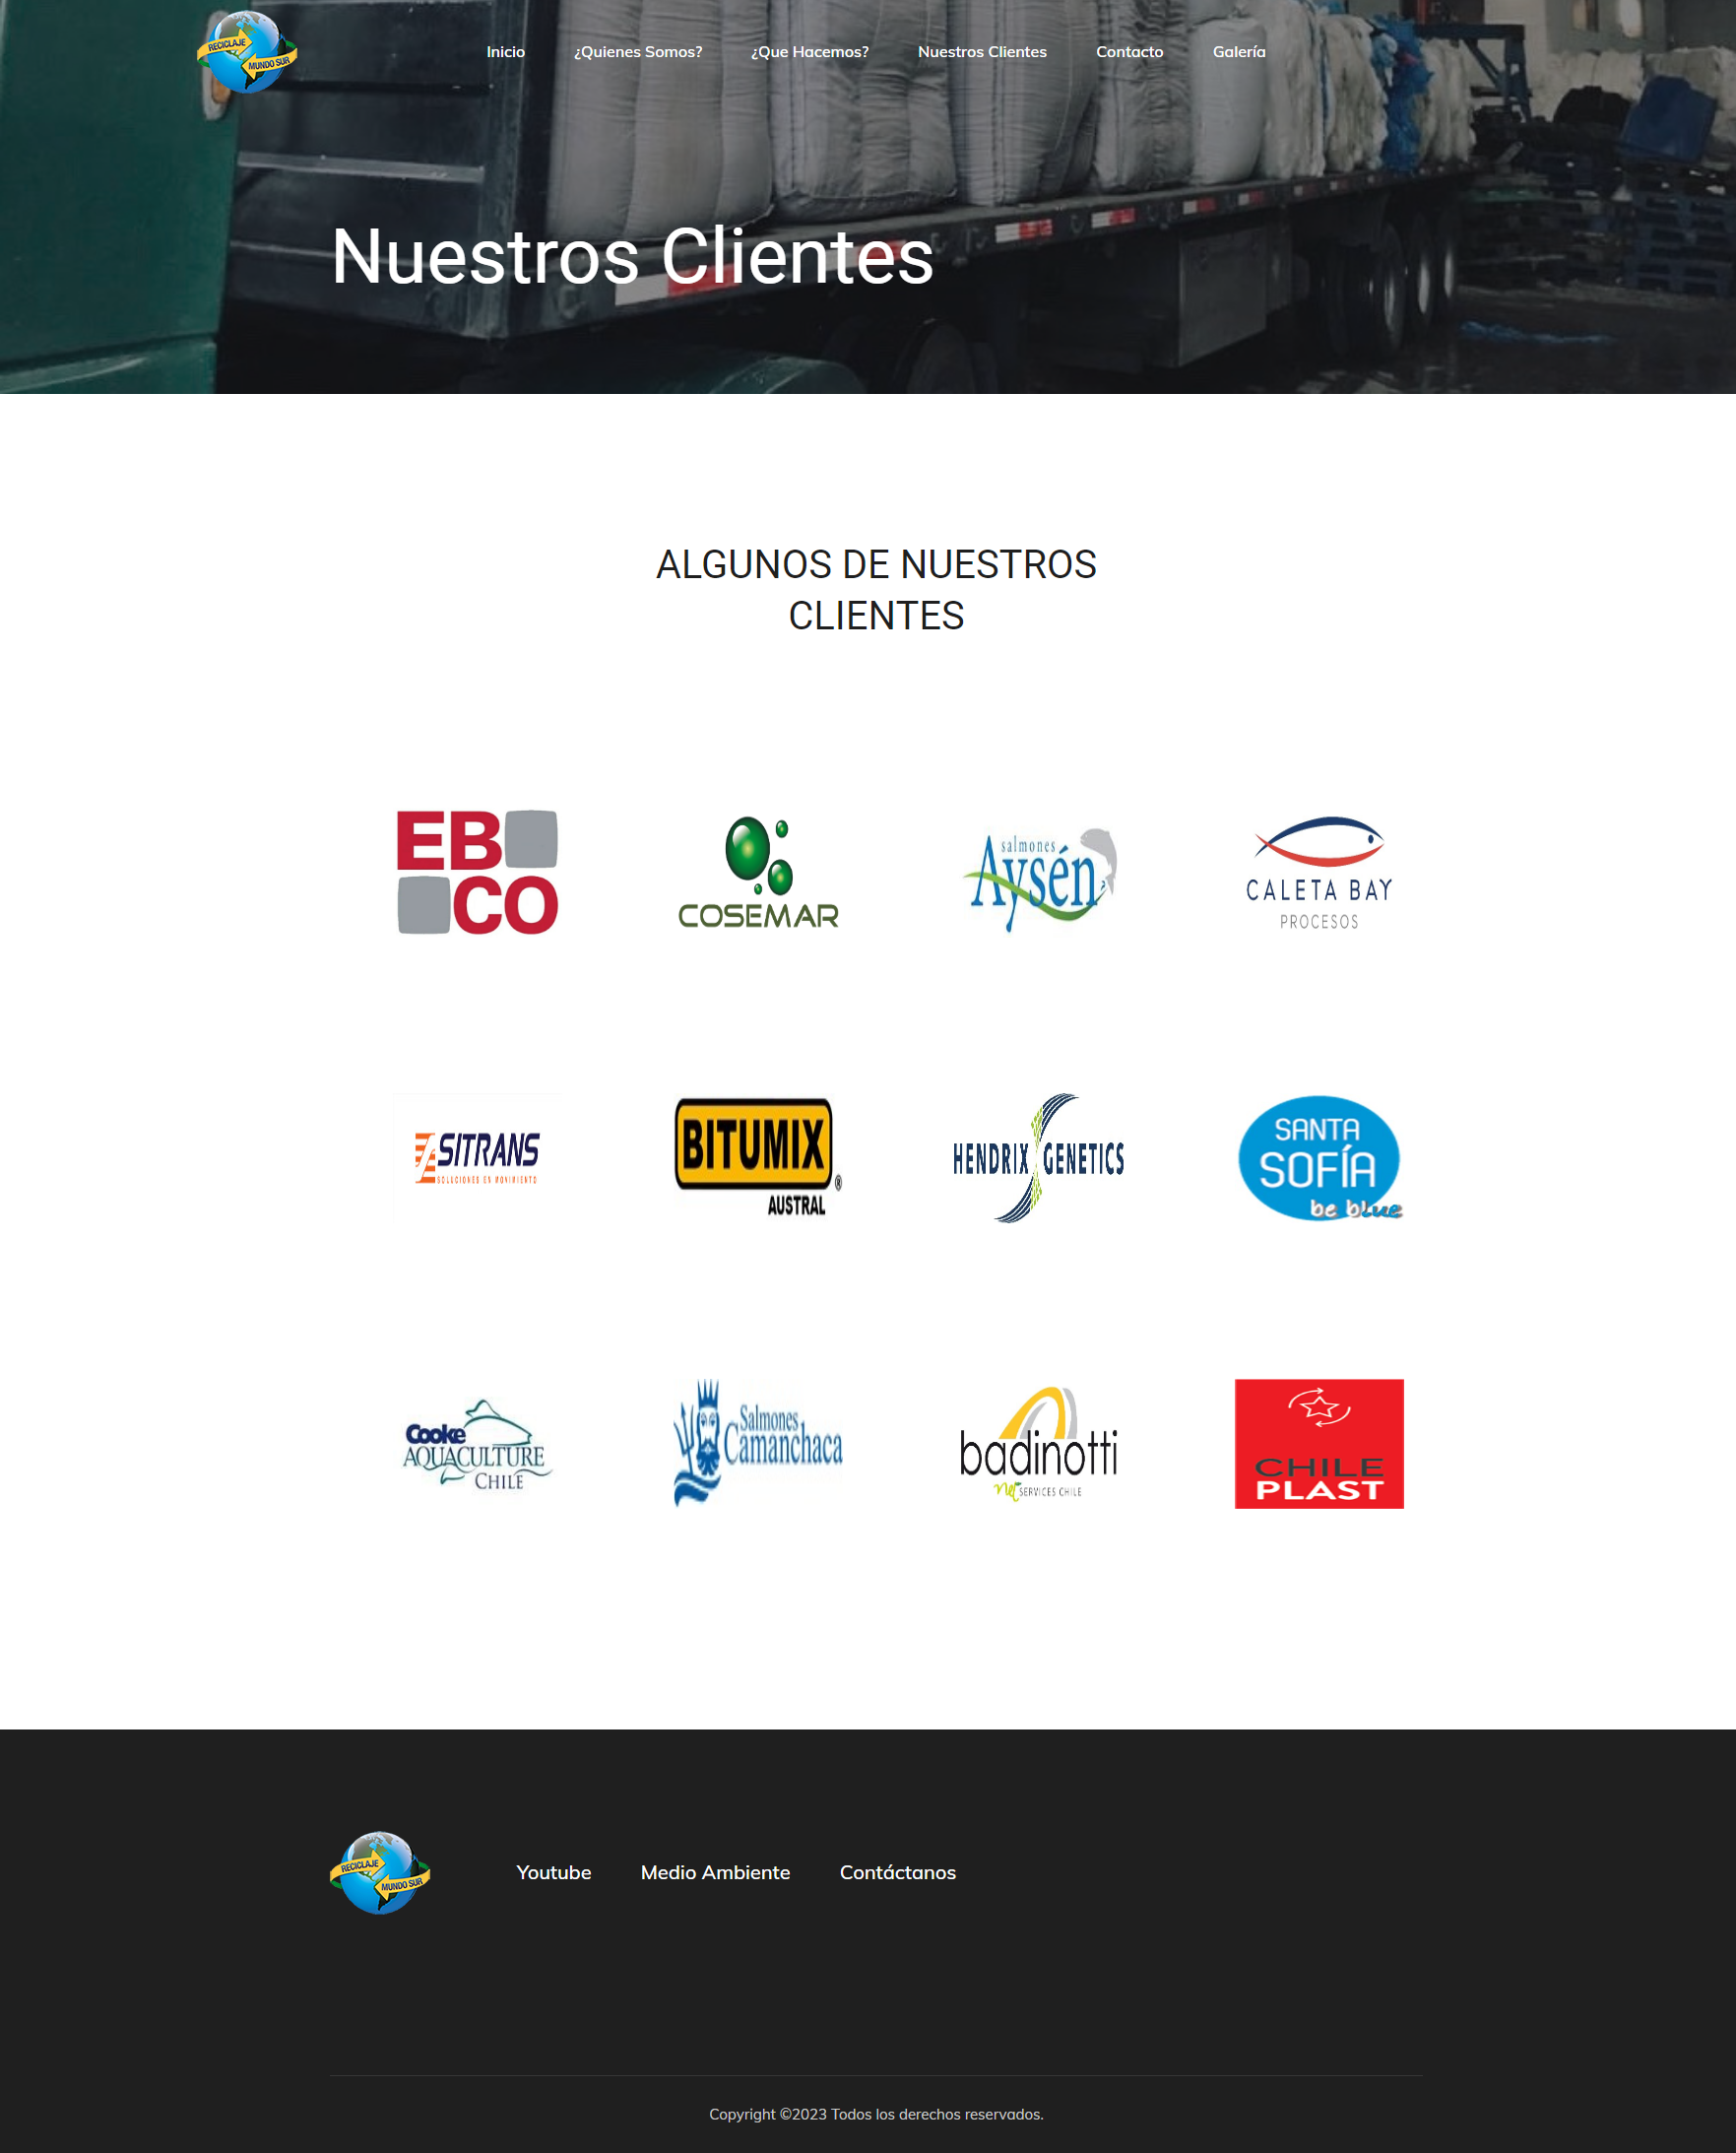 RECICLAJE
MUNDO SUR
Inicio
¿Quienes Somos?
¿Que Hacemos?
Nuestros Clientes
Contacto
Galería
Nuestros Clientes
ALGUNOS DE NUESTROS
CLIENTES
EB
CO
COSEMAR
salmones
Aysén
CALETA BAY
PROCESOS
SITRANS
SOLUCIONES EN MOVIMIENTO
BITUMIX
®
AUSTRAL
HENDRIX GENETICS
SANTA
SOFÍA
be blue
Cooke
AQUACULTURE
CHILE
Salmones
Camanchaca
badinotti
net SERVICES CHILE
CHILE
PLAST
RECICLAJE
MUNDO SUR
Youtube
Medio Ambiente
Contáctanos
Copyright ©2023 Todos los derechos reservados.